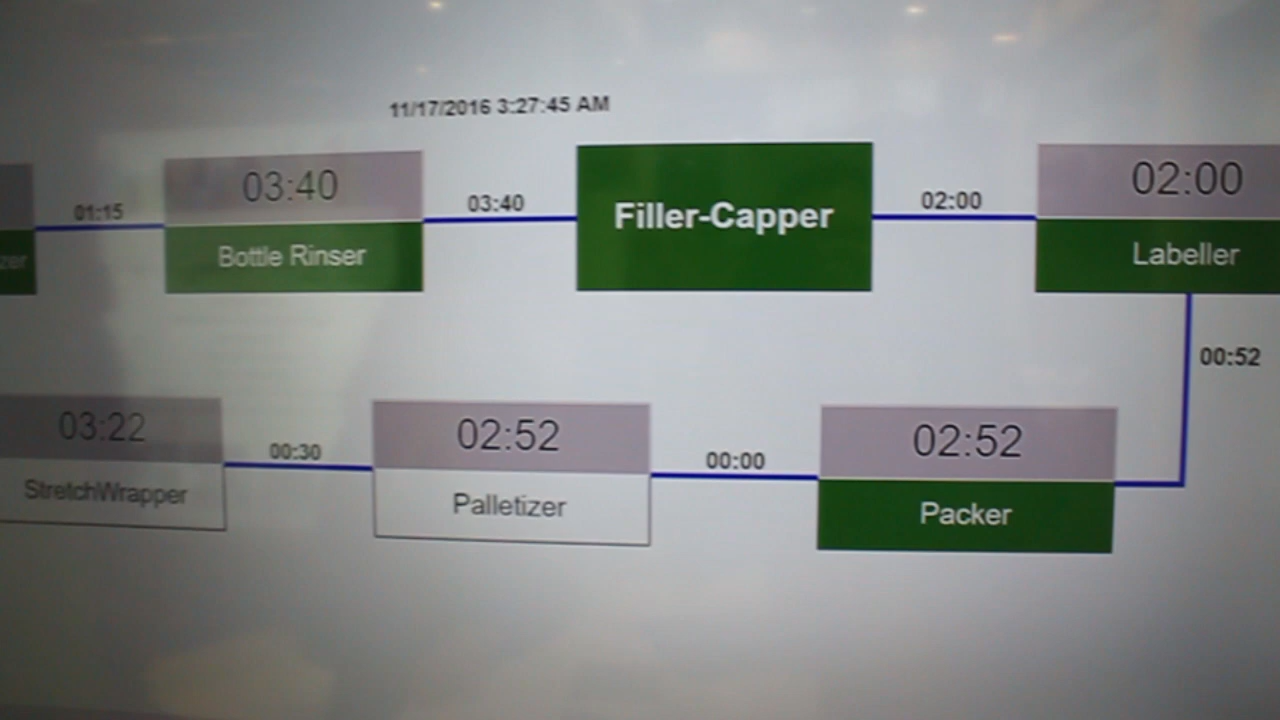 11/17/2016 3:27:45 AM
01:15
03:40
Bottle Rinser
03:40
Filler-Capper
02:00
02:00
Labeller
00:52
03:22
StretchWrapper
00:30
02:52
Palletizer
00:00
02:52
Packer